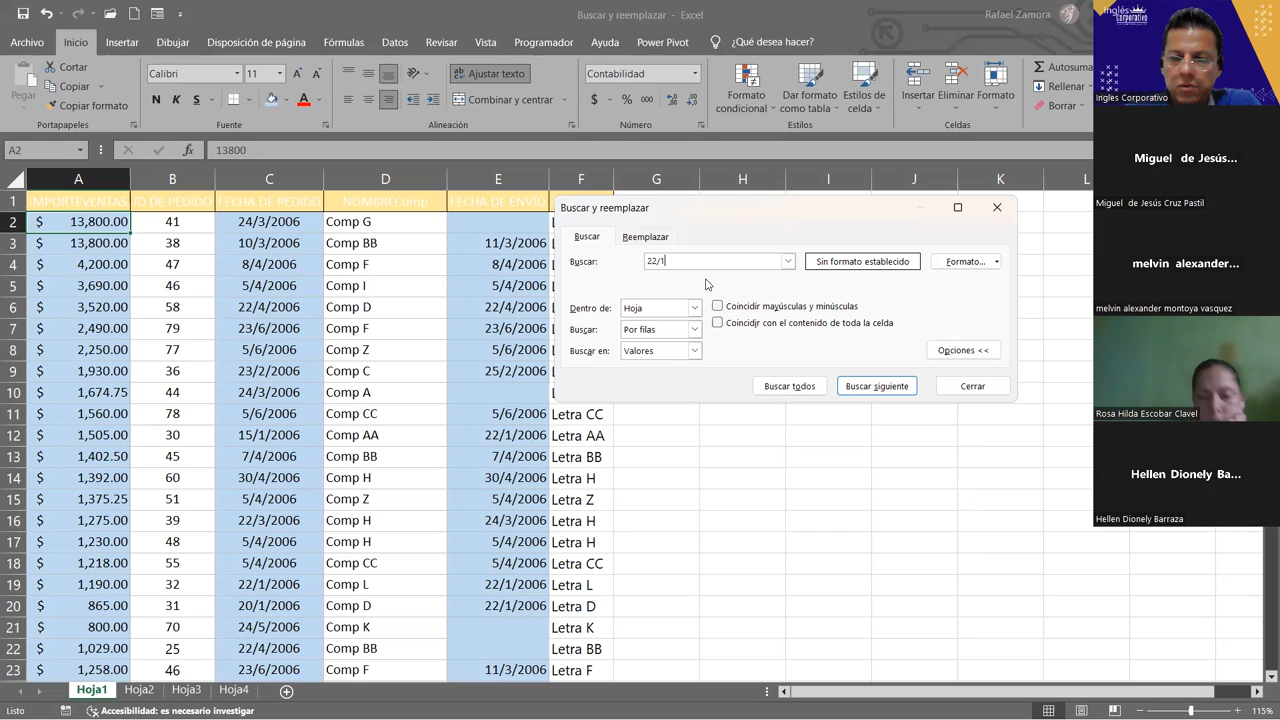 Buscar y reemplazar - Excel
Rafael Zamora
Archivo Inicio Insertar Dibujar Disposición de página Fórmulas Datos Revisar Vista Programador Ayuda Power Pivot ¿Qué desea hacer?
Pegar
Cortar
Copiar
Copiar formato
Portapapeles
Calibri 11
N K S
Fuente
Ajustar texto
Combinar y centrar
Alineación
Contabilidad
$ % 000
Número
Formato condicional
Dar formato como tabla
Estilos de celda
Estilos
Insertar Eliminar Formato
Celdas
Autosuma
Rellenar
Borrar
A2 fx 13800
A B C D E F G H I J K L
1 IMPORTEVENTAS ID DE PEDIDO FECHA DE PEDIDO NOMBREComp FECHA DE ENVÍO
2 $ 13,800.00 41 24/3/2006 Comp G
3 $ 13,800.00 38 10/3/2006 Comp BB 11/3/2006
4 $ 4,200.00 47 8/4/2006 Comp F 8/4/2006
5 $ 3,690.00 46 5/4/2006 Comp I 5/4/2006
6 $ 3,520.00 58 22/4/2006 Comp D 22/4/2006
7 $ 2,490.00 79 23/6/2006 Comp F 23/6/2006
8 $ 2,250.00 77 5/6/2006 Comp Z 5/6/2006
9 $ 1,930.00 36 23/2/2006 Comp C 25/2/2006
10 $ 1,674.75 44 24/3/2006 Comp A
11 $ 1,560.00 78 5/6/2006 Comp CC 5/6/2006 Letra CC
12 $ 1,505.00 30 15/1/2006 Comp AA 22/1/2006 Letra AA
13 $ 1,402.50 45 7/4/2006 Comp BB 7/4/2006 Letra BB
14 $ 1,392.00 60 30/4/2006 Comp H 30/4/2006 Letra H
15 $ 1,375.25 51 5/4/2006 Comp Z 5/4/2006 Letra Z
16 $ 1,275.00 39 22/3/2006 Comp H 24/3/2006 Letra H
17 $ 1,230.00 48 5/4/2006 Comp H 5/4/2006 Letra H
18 $ 1,218.00 55 5/4/2006 Comp CC 5/4/2006 Letra CC
19 $ 1,190.00 32 22/1/2006 Comp L 22/1/2006 Letra L
20 $ 865.00 31 20/1/2006 Comp D 22/1/2006 Letra D
21 $ 800.00 70 24/5/2006 Comp K Letra K
22 $ 1,029.00 25 22/4/2006 Comp BB Letra BB
23 $ 1,258.00 46 23/6/2006 Comp F 11/3/2006 Letra F
Buscar y reemplazar
Buscar Reemplazar
Buscar: 22/1 Sin formato establecido Formato...
Dentro de: Hoja Coincidir mayúsculas y minúsculas
Buscar: Por filas Coincidir con el contenido de toda la celda
Buscar en: Valores Opciones <<
Buscar todos Buscar siguiente Cerrar
Hoja1 Hoja2 Hoja3 Hoja4
Listo Accesibilidad: es necesario investigar 115%
Inglés Corporativo
Ingles Corporativo
Miguel de Jesús...
Miguel de Jesús Cruz Pastil
melvin alexander...
melvin alexander montoya vasquez
Rosa Hilda Escobar Clavel
Hellen Dionely Ba...
Hellen Dionely Barraza